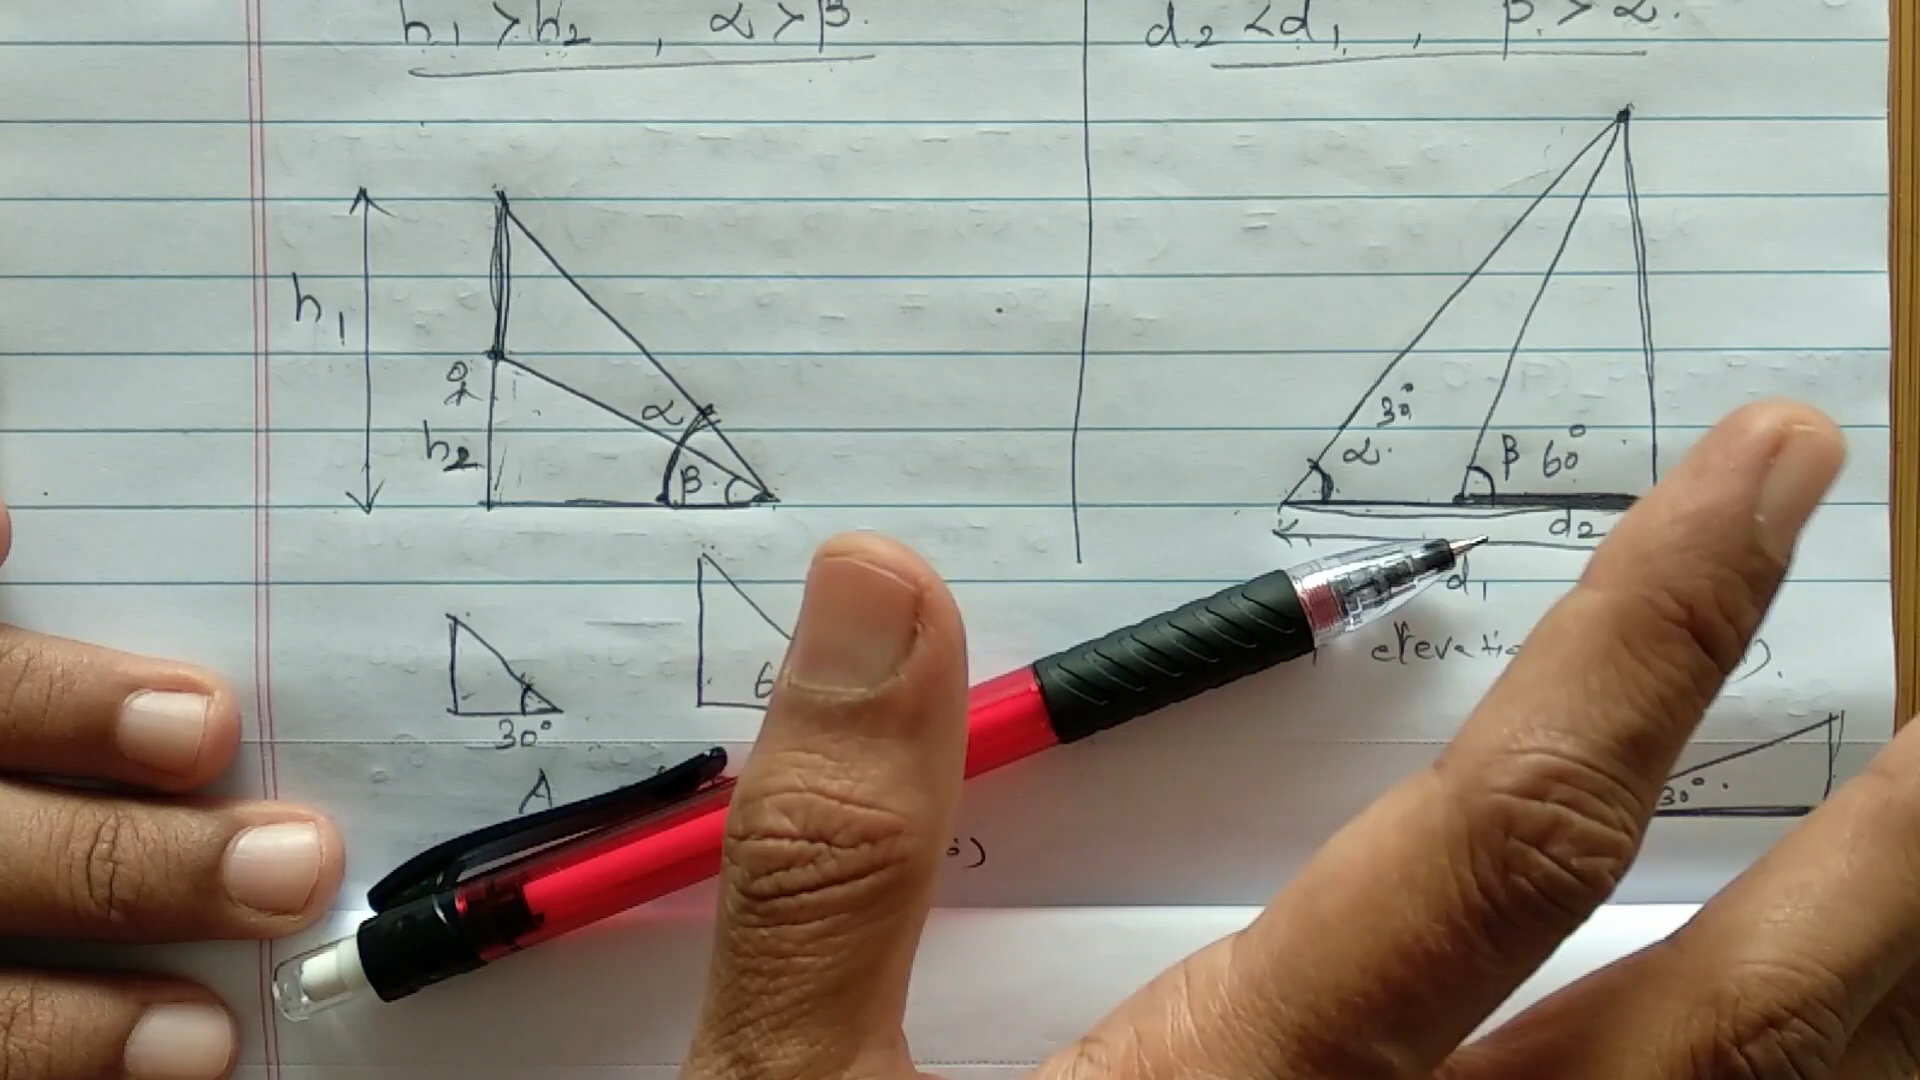 h₁ > h₂ , α > β.
d₂ < d₁ , β > α.
h₁
h₂
α
β
30°
α
β 60°
d₂
d₁
30°
A
30°